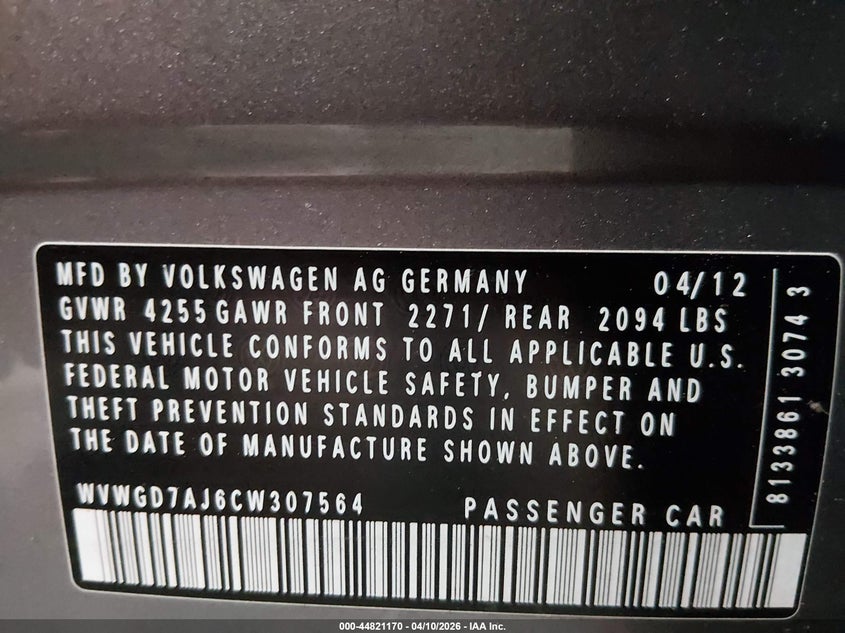 MFD BY VOLKSWAGEN AG GERMANY 04/12
GVWR 4255 GAWR FRONT 2271/ REAR 2094 LBS
THIS VEHICLE CONFORMS TO ALL APPLICABLE U.S.
FEDERAL MOTOR VEHICLE SAFETY, BUMPER AND
THEFT PREVENTION STANDARDS IN EFFECT ON
THE DATE OF MANUFACTURE SHOWN ABOVE.
WVWGD7AJ6CW307564 PASSENGER CAR
8133861 3074 3
000-44821170 - 04/10/2026 - IAA Inc.